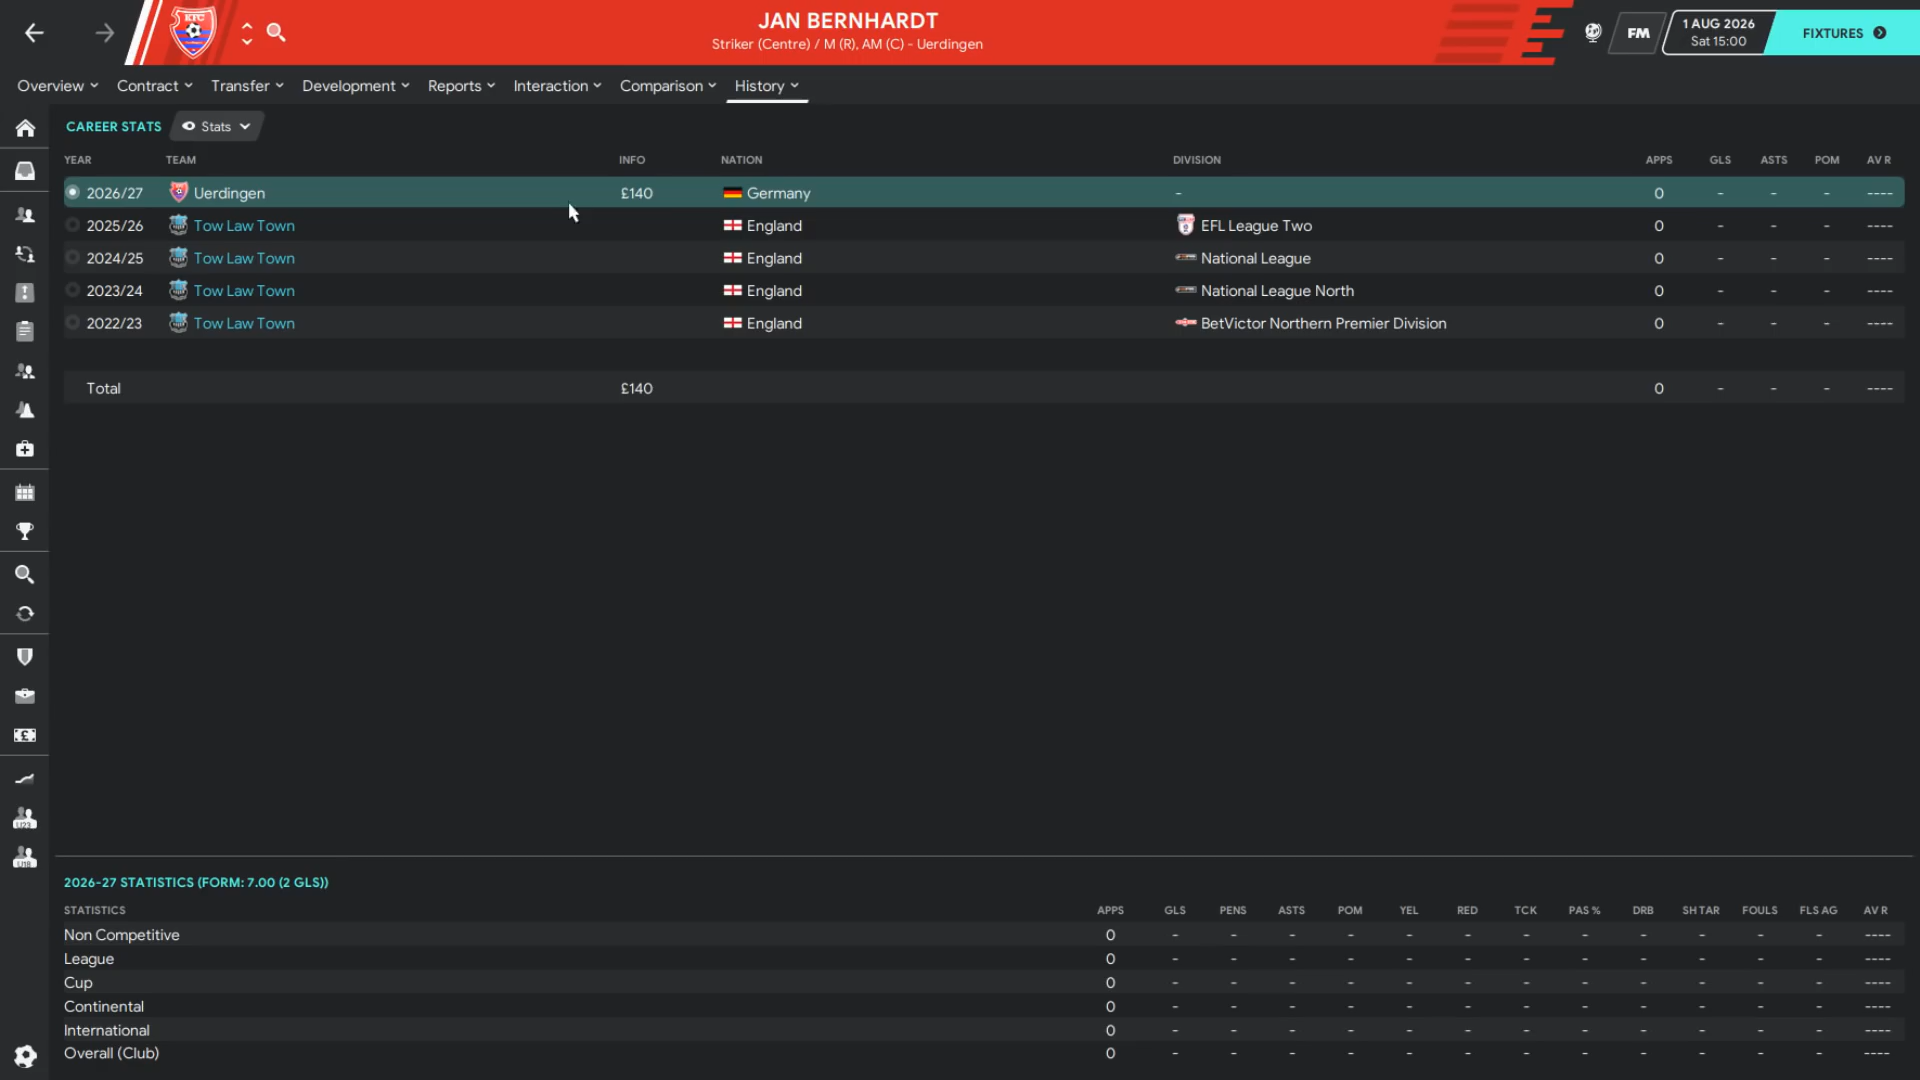 JAN BERNHARDT
Striker (Centre) / M (R), AM (C) - Uerdingen
FM
1 AUG 2026
Sat 15:00
FIXTURES
Overview Contract Transfer Development Reports Interaction Comparison History
CAREER STATS Stats
YEAR TEAM INFO NATION DIVISION APPS GLS ASTS POM AV R
2026/27 Uerdingen £140 Germany - 0 - - - ----
2025/26 Tow Law Town England EFL League Two 0 - - - ----
2024/25 Tow Law Town England National League 0 - - - ----
2023/24 Tow Law Town England National League North 0 - - - ----
2022/23 Tow Law Town England BetVictor Northern Premier Division 0 - - - ----
Total £140 0 - - - ----
2026-27 STATISTICS (FORM: 7.00 (2 GLS))
STATISTICS APPS GLS PENS ASTS POM YEL RED TCK PAS % DRB SH TAR FOULS FLS AG AV R
Non Competitive 0 - - - - - - - - - - - - ----
League 0 - - - - - - - - - - - - ----
Cup 0 - - - - - - - - - - - - ----
Continental 0 - - - - - - - - - - - - ----
International 0 - - - - - - - - - - - - ----
Overall (Club) 0 - - - - - - - - - - - - ----
U23
U18